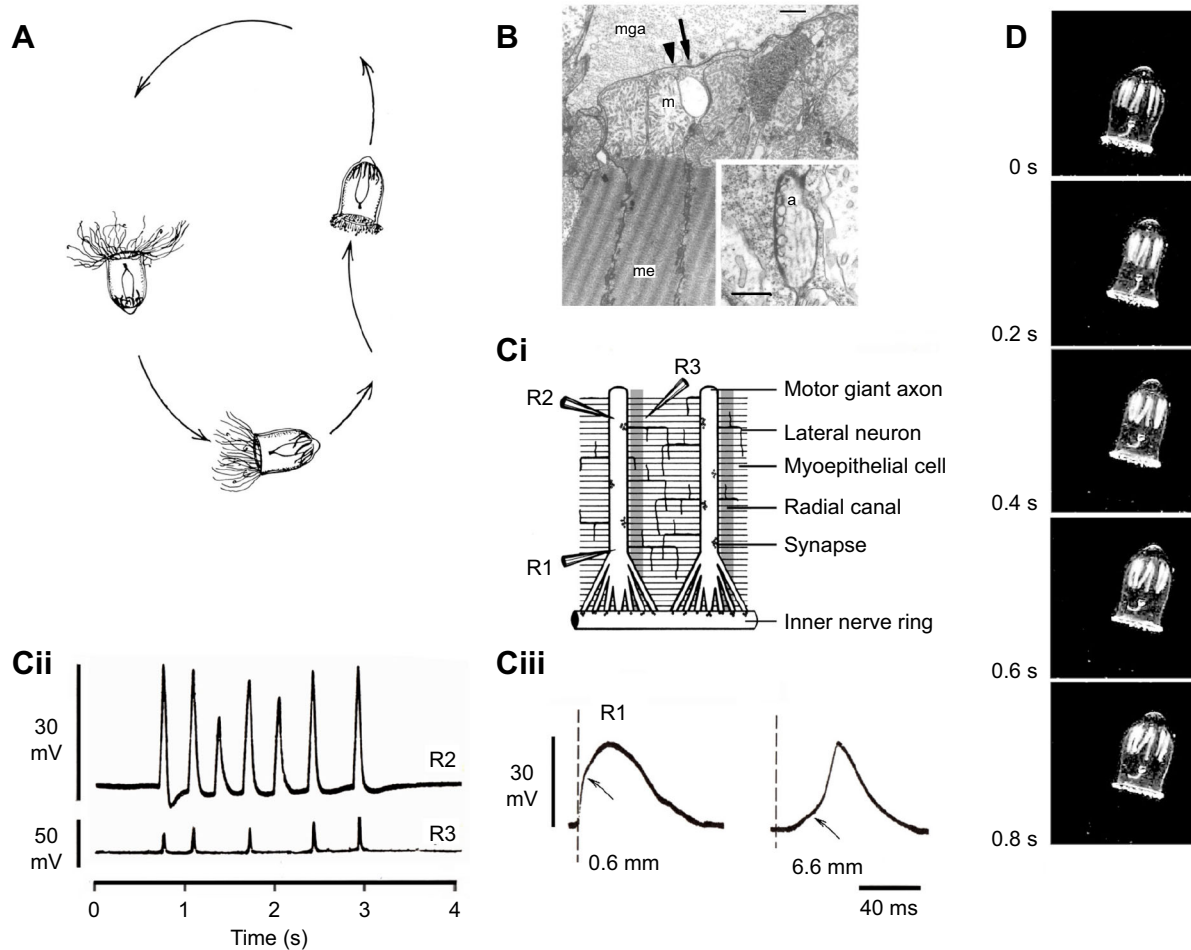 A
B
mga
m
me
a
Ci
R3
R2
R1
Motor giant axon
Lateral neuron
Myoepithelial cell
Radial canal
Synapse
Inner nerve ring
Cii
30
mV
R2
50
mV
R3
0 1 2 3 4
Time (s)
Ciii
R1
30
mV
0.6 mm
6.6 mm
40 ms
D
0 s
0.2 s
0.4 s
0.6 s
0.8 s